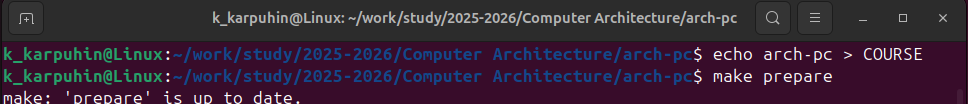 k_karpuhin@Linux: ~/work/study/2025-2026/Computer Architecture/arch-pc
k_karpuhin@Linux:~/work/study/2025-2026/Computer Architecture/arch-pc$ echo arch-pc > COURSE
k_karpuhin@Linux:~/work/study/2025-2026/Computer Architecture/arch-pc$ make prepare
make: 'prepare' is up to date.